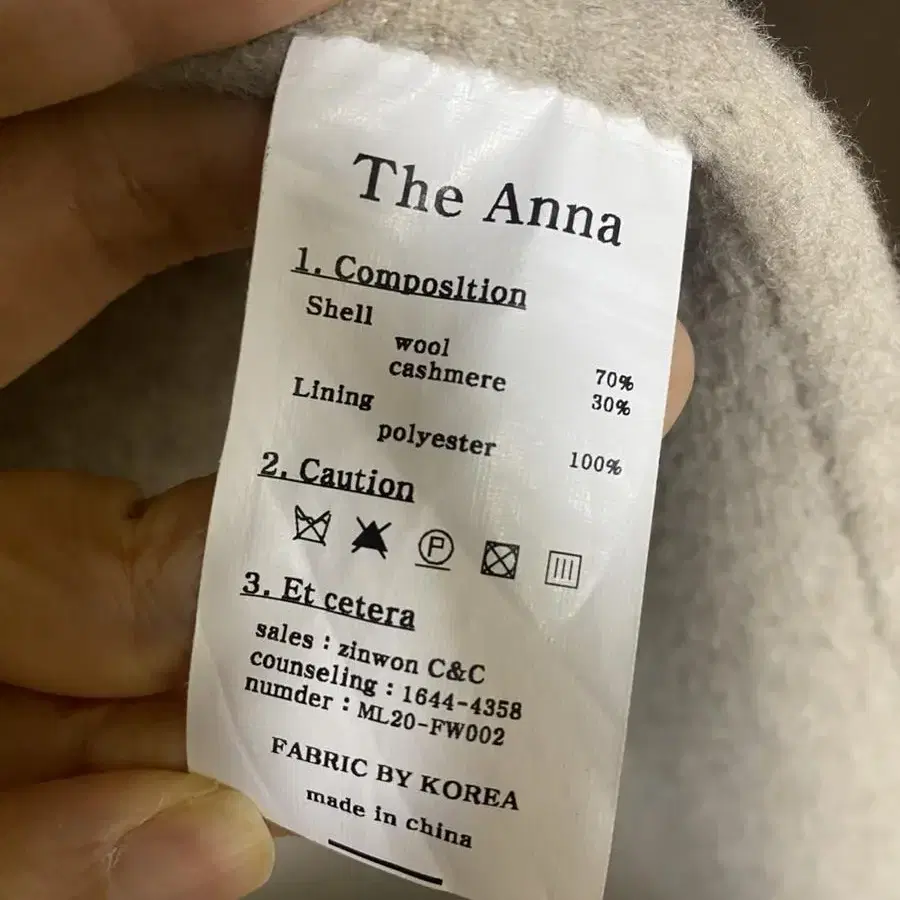 The Anna
1. Composltion
Shell
wool 70%
cashmere 30%
Lining
polyester 100%
2. Caution
P
3. Et cetera
sales : zinwon C&C
counseling : 1644-4358
numder : ML20-FW002
FABRIC BY KOREA
made in china